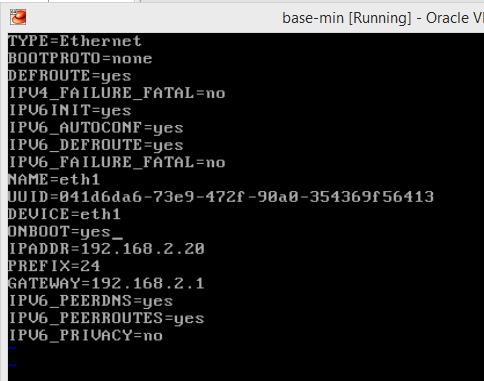 base-min [Running] - Oracle V
TYPE=Ethernet
BOOTPROTO=none
DEFROUTE=yes
IPV4_FAILURE_FATAL=no
IPV6INIT=yes
IPV6_AUTOCONF=yes
IPV6_DEFROUTE=yes
IPV6_FAILURE_FATAL=no
NAME=eth1
UUID=041d6da6-73e9-472f-90a0-354369f56413
DEVICE=eth1
ONBOOT=yes_
IPADDR=192.168.2.20
PREFIX=24
GATEWAY=192.168.2.1
IPV6_PEERDNS=yes
IPV6_PEERROUTES=yes
IPV6_PRIVACY=no
~
~